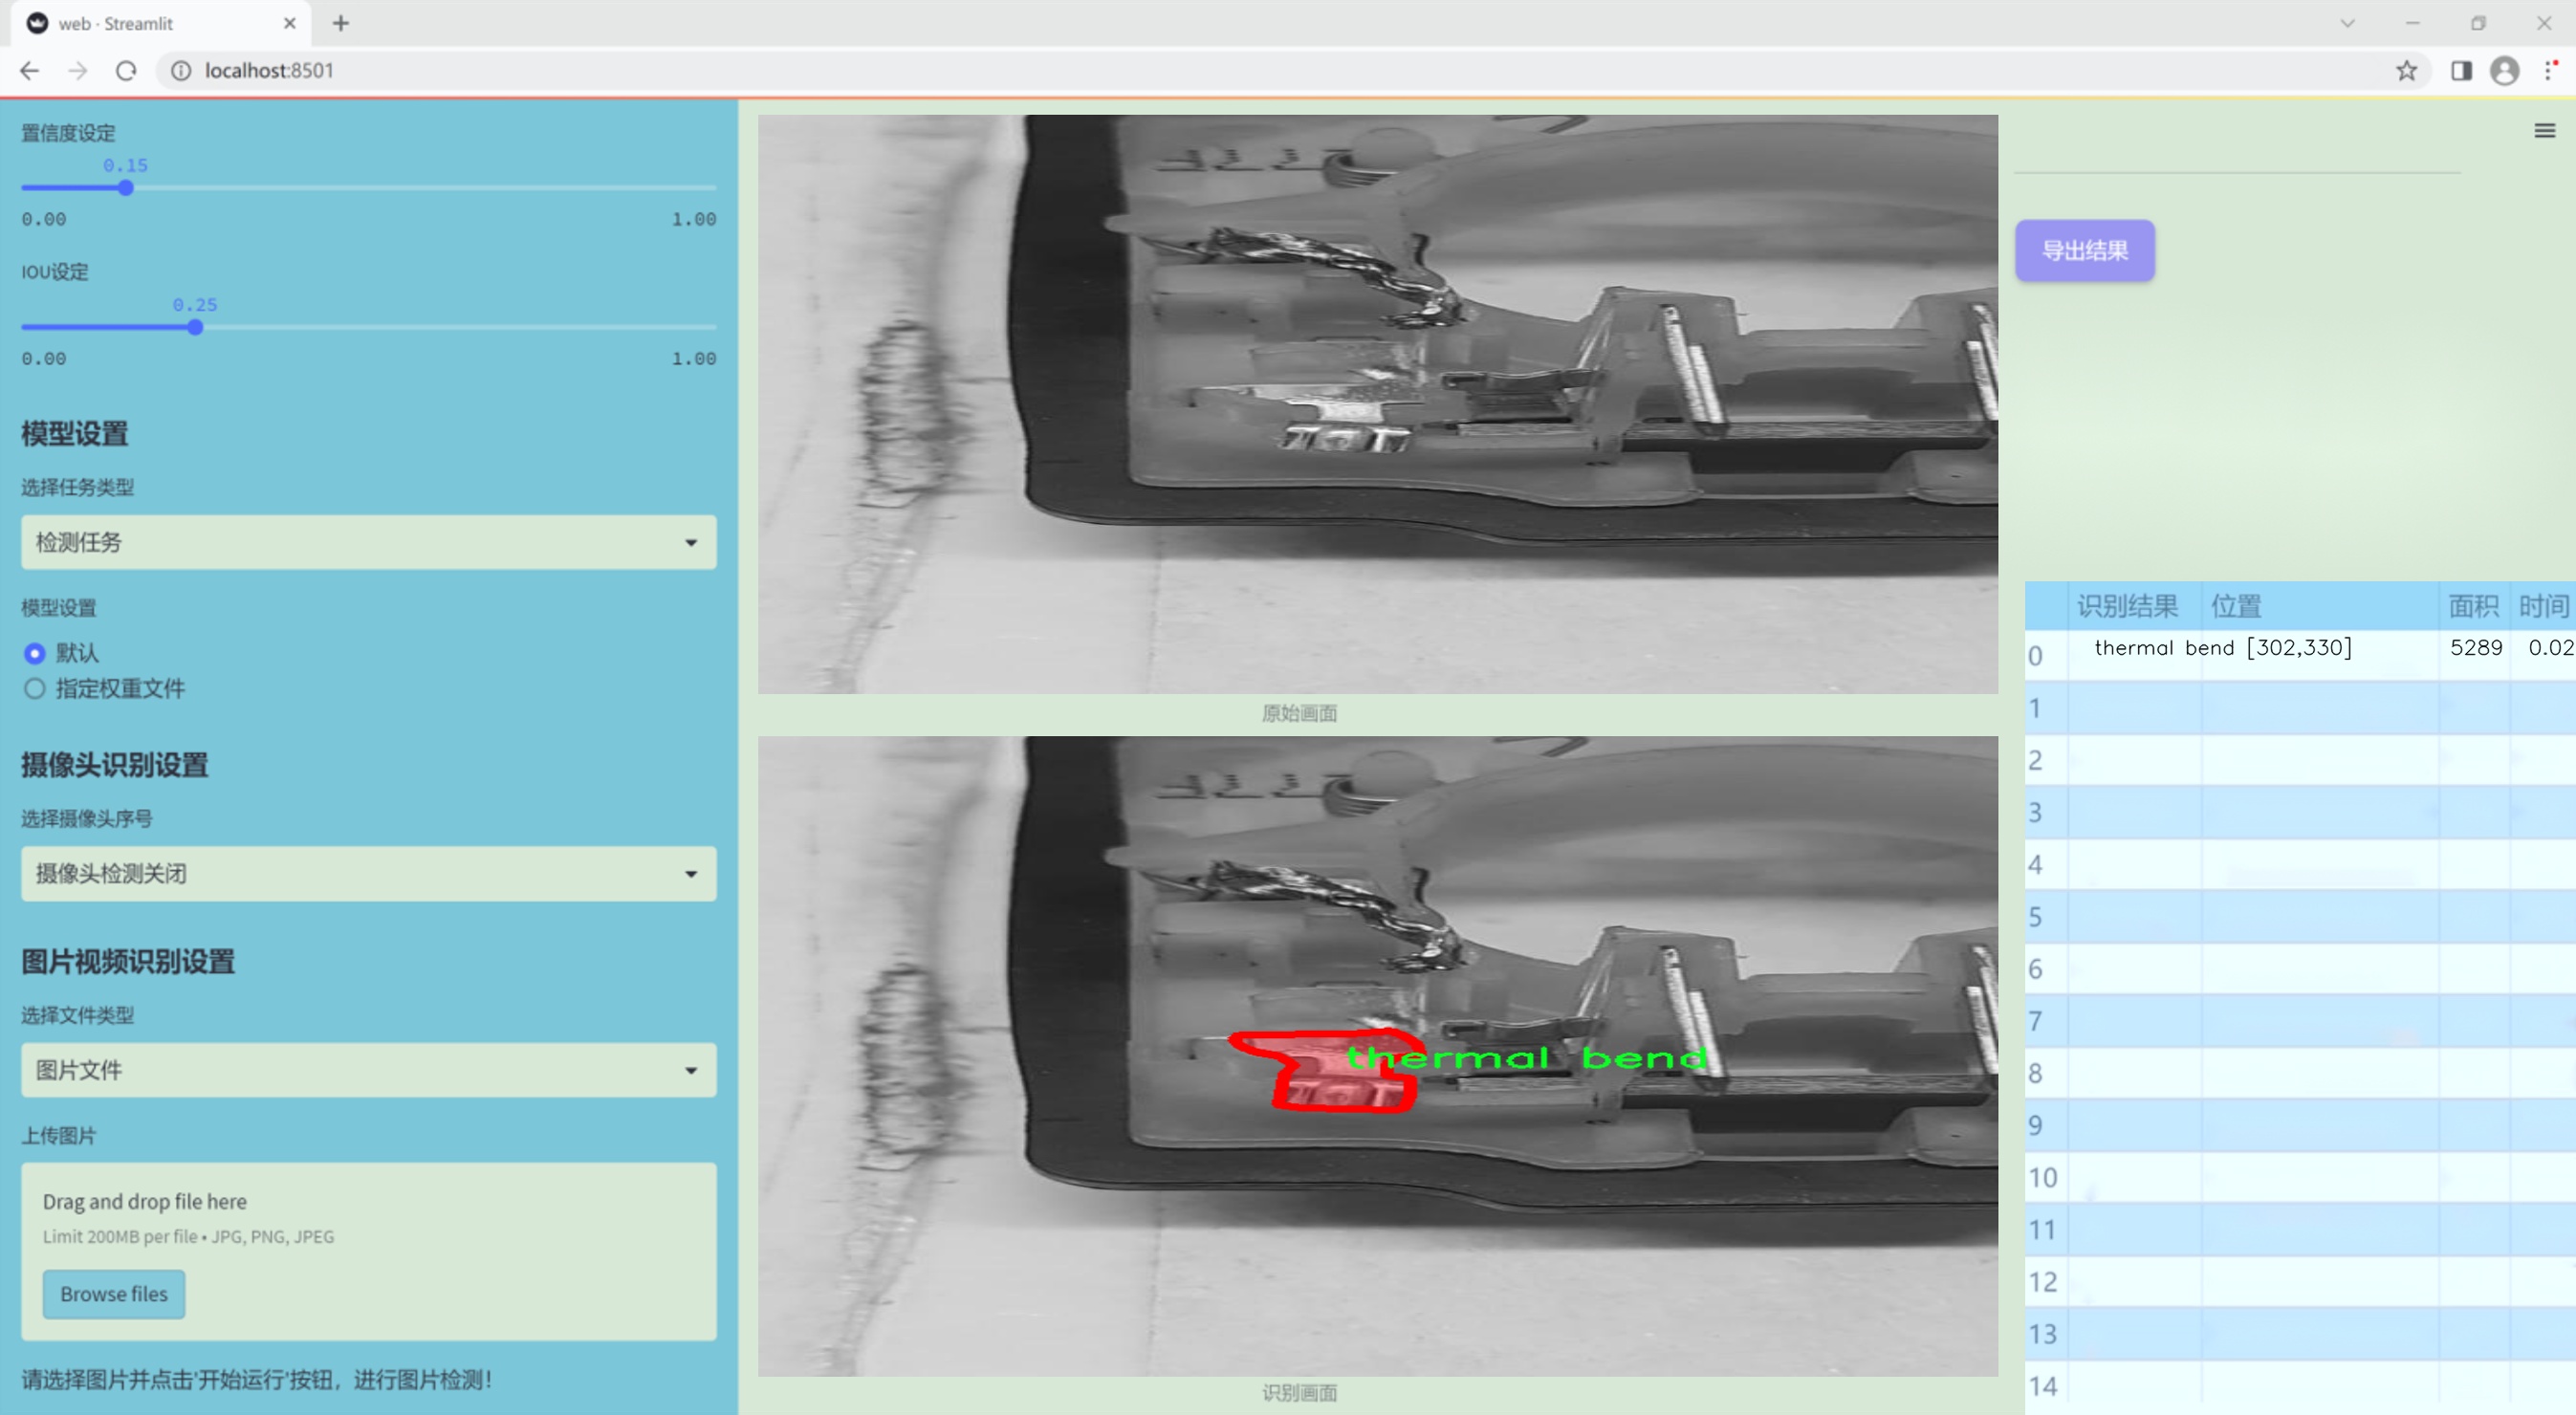 web · Streamlit
localhost:8501
置信度设定
0.15
0.00 1.00
IOU设定
0.25
0.00 1.00
模型设置
选择任务类型
检测任务
模型设置
默认
指定权重文件
摄像头识别设置
选择摄像头序号
摄像头检测关闭
图片视频识别设置
选择文件类型
图片文件
上传图片
Drag and drop file here
Limit 200MB per file • JPG, PNG, JPEG
Browse files
请选择图片并点击'开始运行'按钮，进行图片检测！
原始画面
thermal bend
识别画面
导出结果
识别结果 位置 面积 时间
0 thermal bend [302,330] 5289 0.02
1
2
3
4
5
6
7
8
9
10
11
12
13
14